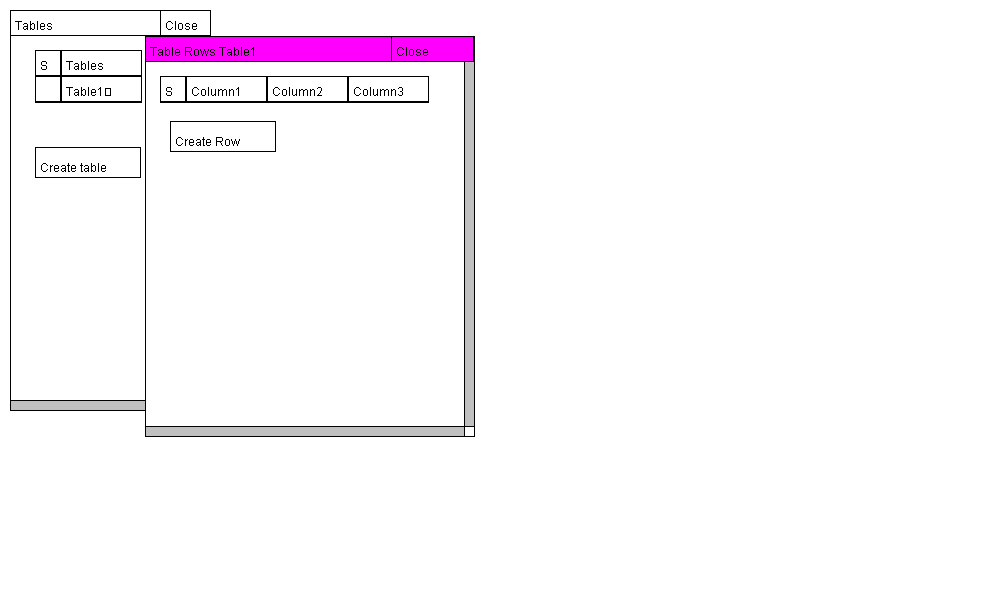 Tables Close
Table Rows Table1 Close
S Tables
Table1
S Column1 Column2 Column3
Create Row
Create table